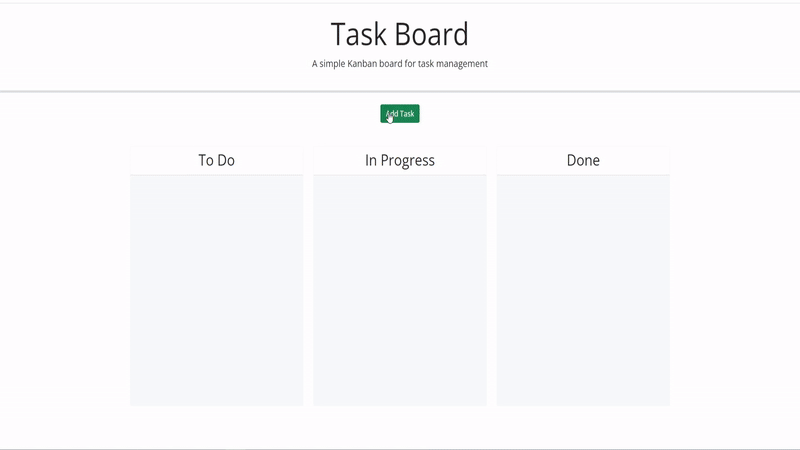 Task Board
A simple Kanban board for task management
Add Task
To Do
In Progress
Done